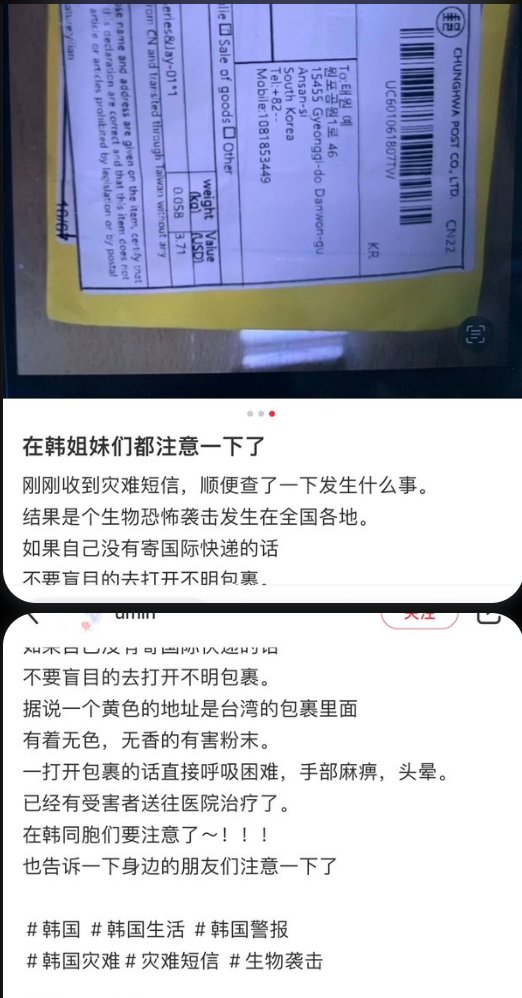 CHUNGHWA POST CO., LTD. CN22
UC601061807TW
KR
To:태원 예
원포공원1로 46
15455 Gyeonggi-do Danwon-gu
Ansan-si
South Korea
Tel:+82--
Mobile:1081853449
Sale of goods
Other
weight (kg)
Value (USD)
eries&Jay-01*1
0.058
3.71
rom CN and transited through Taiwan without any
ose name and address are given on the item, certify that
this declaration are correct and that this item does not
article or articles prohibited by legislation or by postal
在韩姐妹们都注意一下了
刚刚收到灾难短信，顺便查了一下发生什么事。
结果是个生物恐怖袭击发生在全国各地。
如果自己没有寄国际快递的话
不要盲目的去打开不明包裹。
umin
关注
如果自己没有寄国际快递的话
不要盲目的去打开不明包裹。
据说一个黄色的地址是台湾的包裹里面
有着无色，无香的有害粉末。
一打开包裹的话直接呼吸困难，手部麻痹，头晕。
已经有受害者送往医院治疗了。
在韩同胞们要注意了～！！！
也告诉一下身边的朋友们注意一下了
#韩国 #韩国生活 #韩国警报
#韩国灾难 #灾难短信 #生物袭击